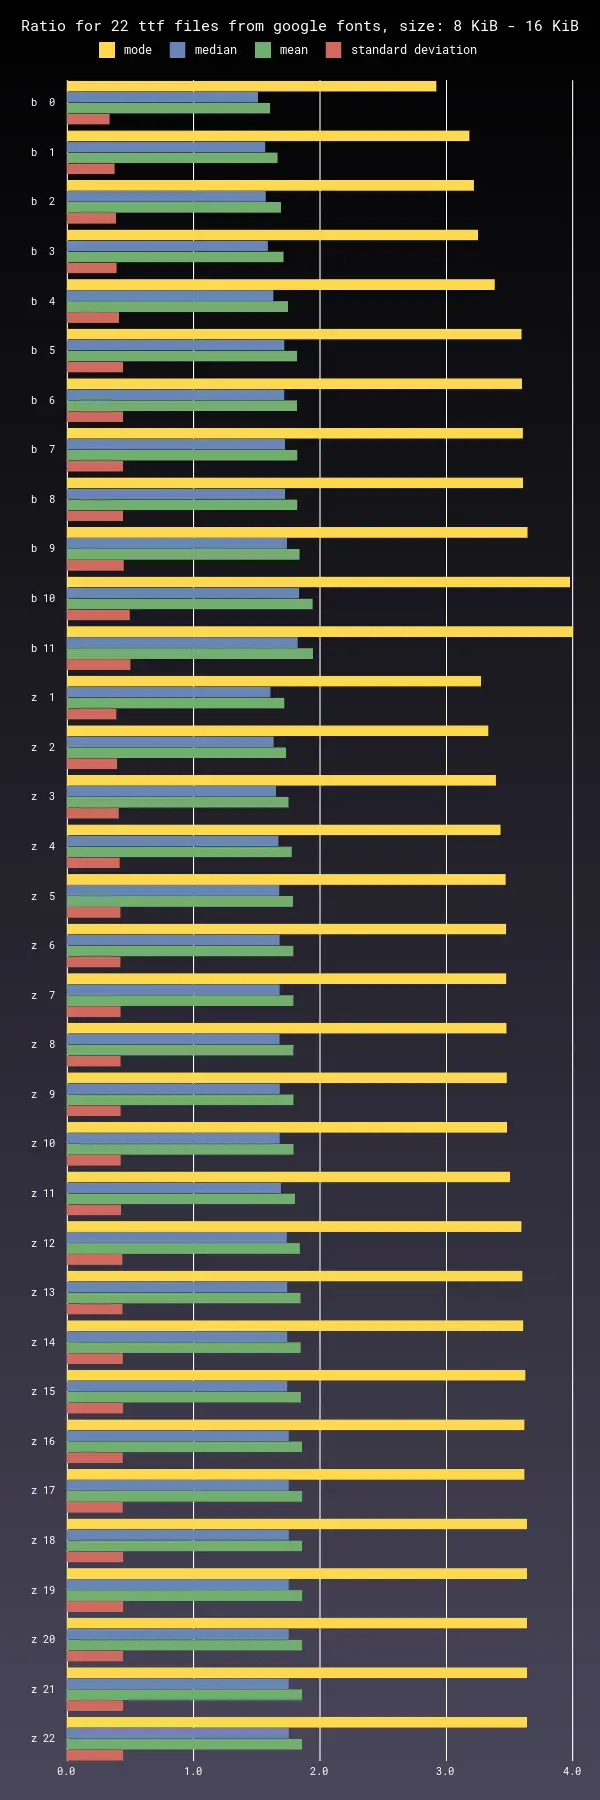 Ratio for 22 ttf files from google fonts, size: 8 KiB - 16 KiB
mode median mean standard deviation
b 0
b 1
b 2
b 3
b 4
b 5
b 6
b 7
b 8
b 9
b 10
b 11
z 1
z 2
z 3
z 4
z 5
z 6
z 7
z 8
z 9
z 10
z 11
z 12
z 13
z 14
z 15
z 16
z 17
z 18
z 19
z 20
z 21
z 22
0.0 1.0 2.0 3.0 4.0